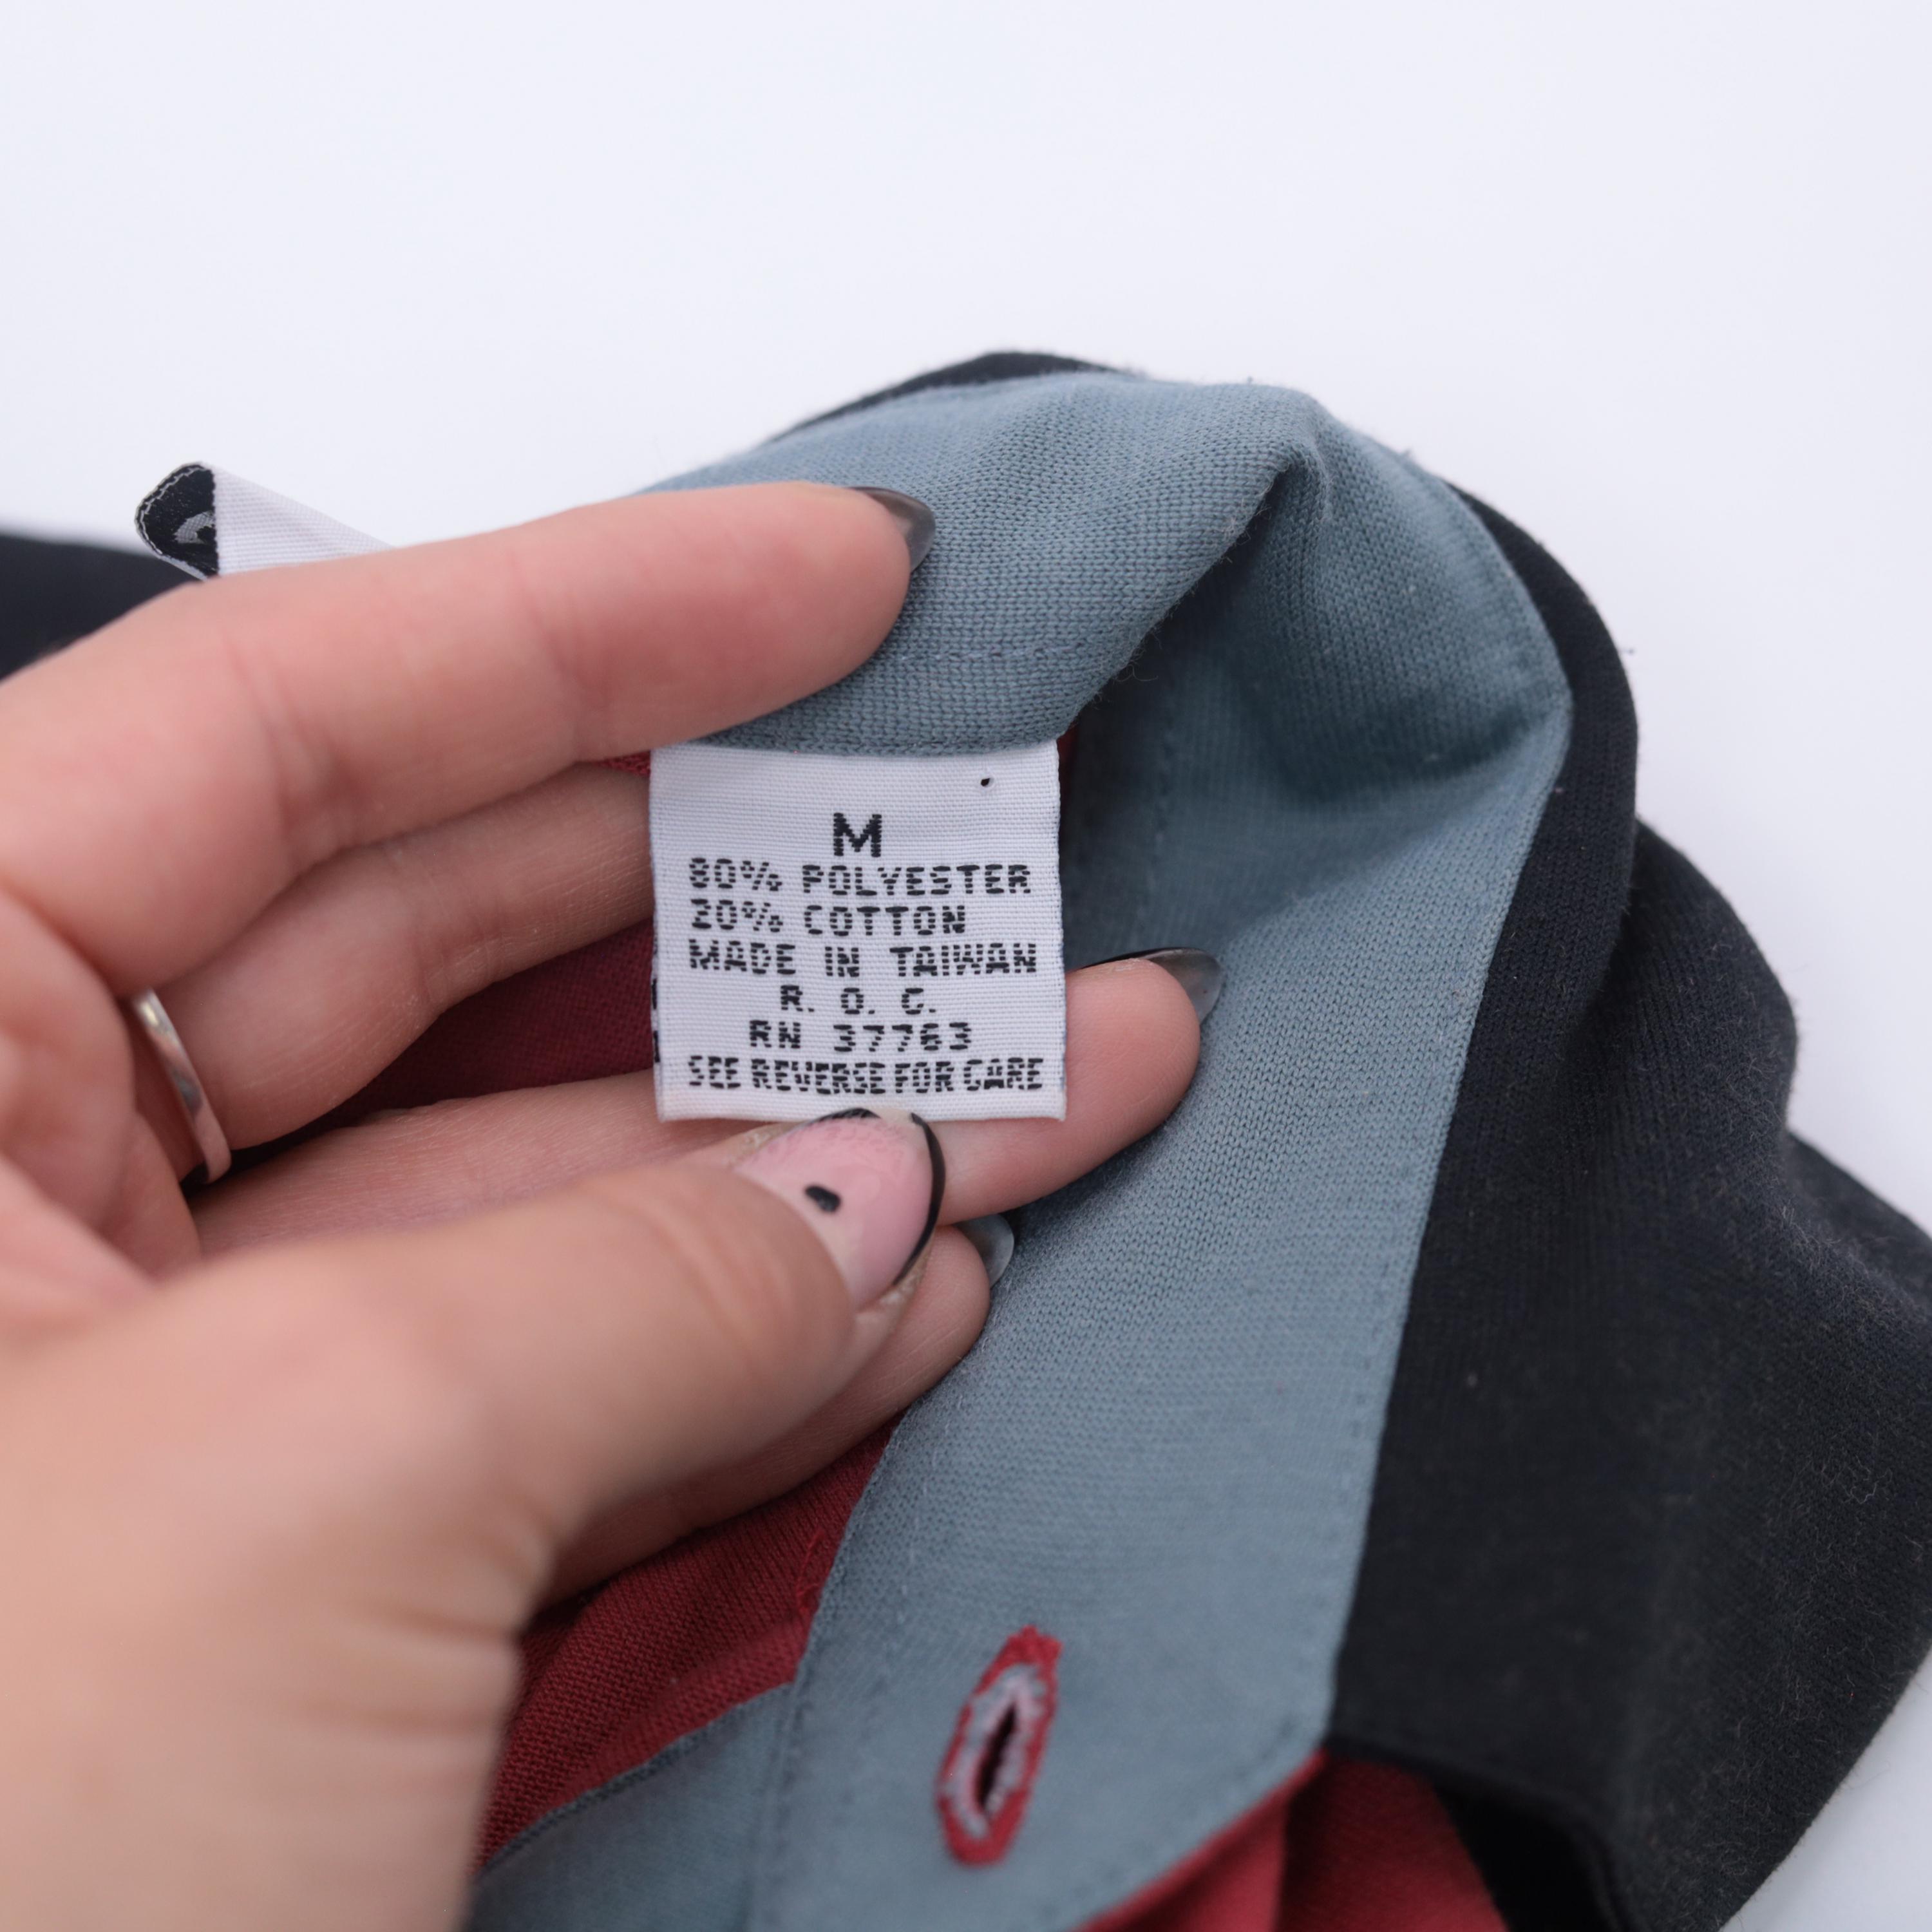 M
80% POLYESTER
20% COTTON
MADE IN TAIWAN
R. O. C.
RN 37763
SEE REVERSE FOR CARE